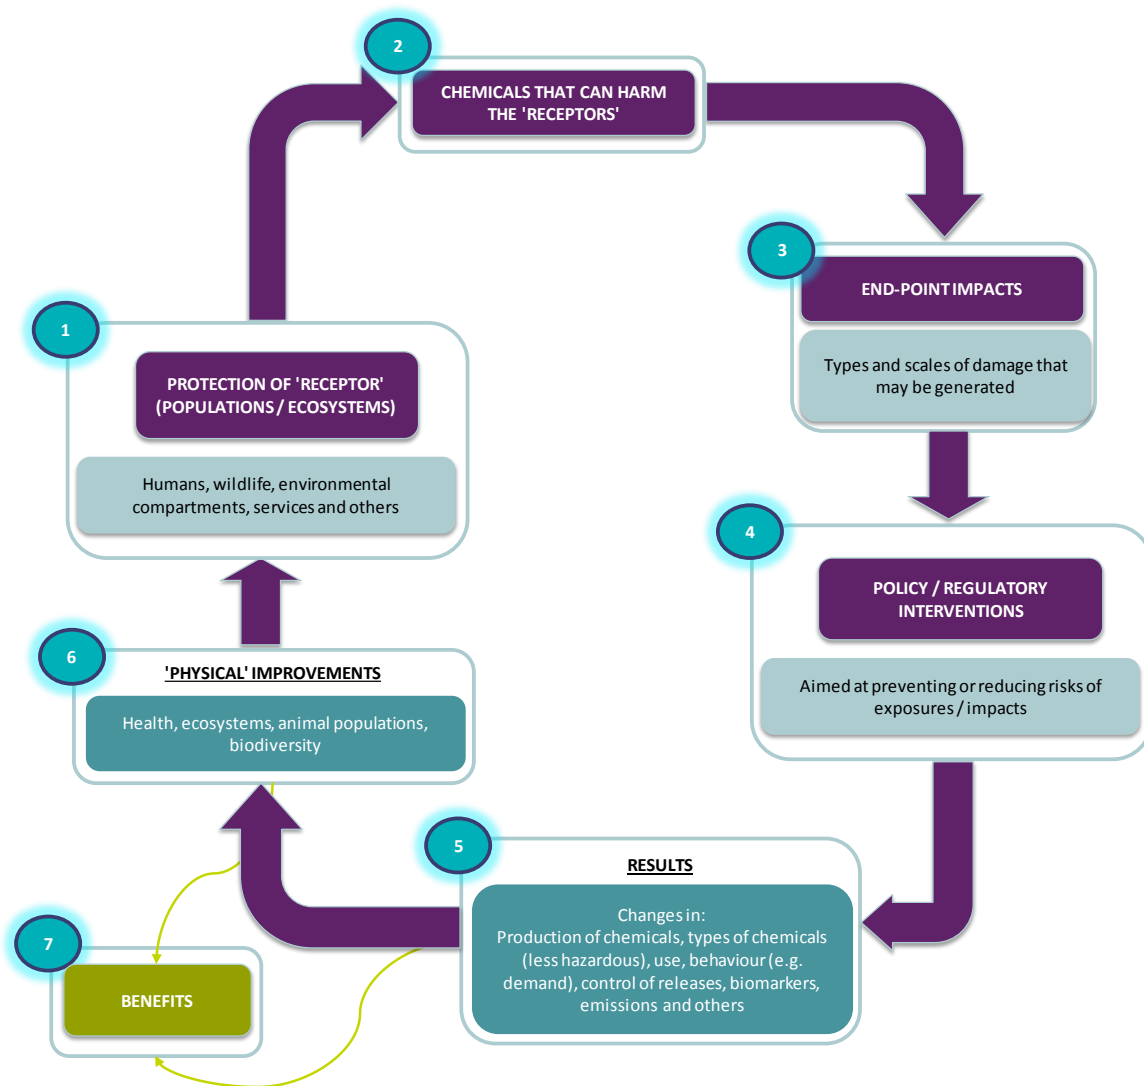 1
PROTECTION OF 'RECEPTOR'
(POPULATIONS / ECOSYSTEMS)
Humans, wildlife, environmental
compartments, services and others
2
CHEMICALS THAT CAN HARM
THE 'RECEPTORS'
3
END-POINT IMPACTS
Types and scales of damage that
may be generated
4
POLICY / REGULATORY
INTERVENTIONS
Aimed at preventing or reducing risks of
exposures / impacts
5
RESULTS
Changes in:
Production of chemicals, types of chemicals
(less hazardous), use, behaviour (e.g.
demand), control of releases, biomarkers,
emissions and others
6
'PHYSICAL' IMPROVEMENTS
Health, ecosystems, animal populations,
biodiversity
7
BENEFITS